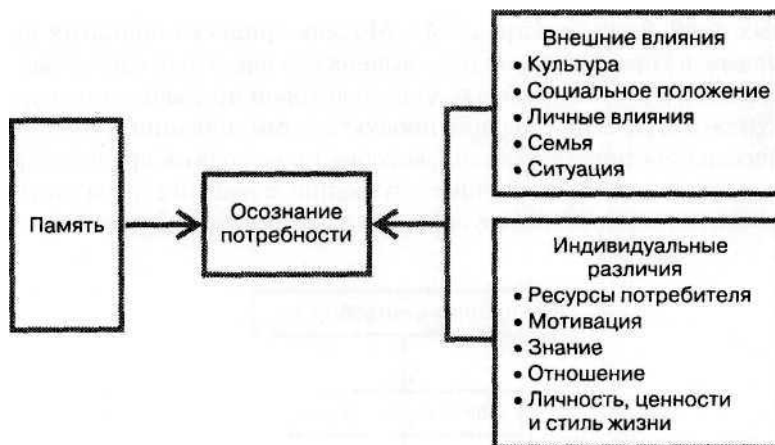 Память
Осознание
потребности
Внешние влияния
• Культура
• Социальное положение
• Личные влияния
• Семья
• Ситуация
Индивидуальные
различия
• Ресурсы потребителя
• Мотивация
• Знание
• Отношение
• Личность, ценности
и стиль жизни